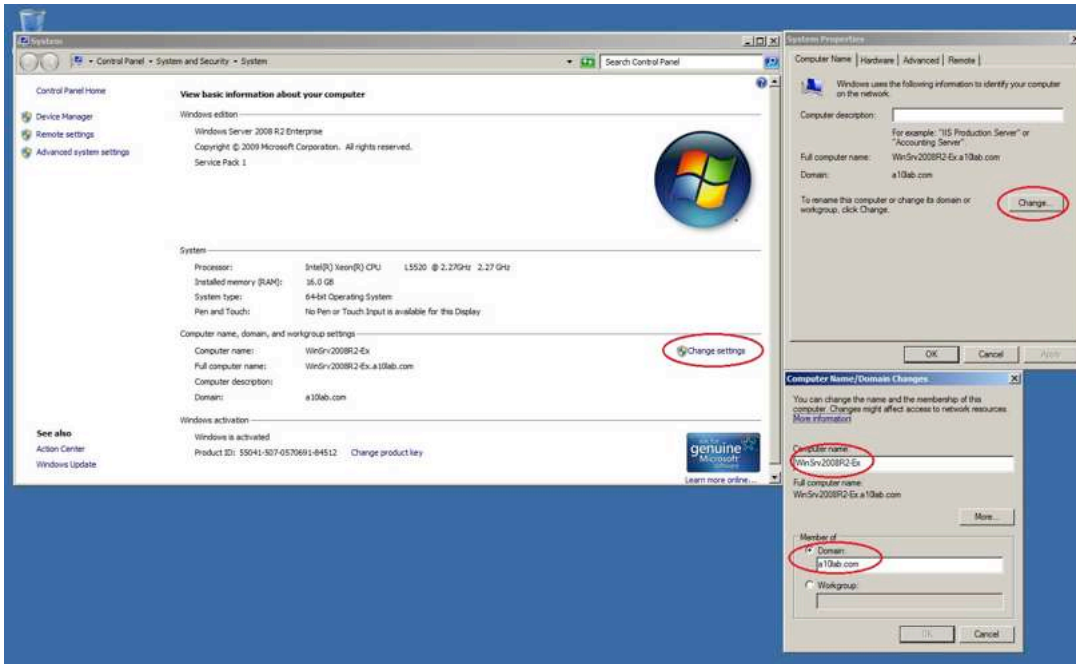 System
Control Panel
System and Security
System
Search Control Panel
Control Panel Home
Device Manager
Remote settings
Advanced system settings
See also
Action Center
Windows Update
View basic information about your computer
Windows edition
Windows Server 2008 R2 Enterprise
Copyright © 2009 Microsoft Corporation. All rights reserved.
Service Pack 1
System
Processor: Intel(R) Xeon(R) CPU L5520 @ 2.27GHz 2.27 GHz
Installed memory (RAM): 16.0 GB
System type: 64-bit Operating System
Pen and Touch: No Pen or Touch Input is available for this Display
Computer name, domain, and workgroup settings
Computer name: WinSrv2008R2-Ex
Change settings
Full computer name: WinSrv2008R2-Ex.a10lab.com
Computer description:
Domain: a10lab.com
Windows activation
Windows is activated
Product ID: 55041-507-0570691-84512 Change product key
ask for
genuine
Microsoft
software
Learn more online...
System Properties
Computer Name Hardware Advanced Remote
Windows uses the following information to identify your computer
on the network.
Computer description:
For example: "IIS Production Server" or
"Accounting Server".
Full computer name: WinSrv2008R2-Ex.a10lab.com
Domain: a10lab.com
To rename this computer or change its domain or
workgroup, click Change.
Change...
OK Cancel Apply
Computer Name/Domain Changes
You can change the name and the membership of this
computer. Changes might affect access to network resources.
More information
Computer name:
WinSrv2008R2-Ex
Full computer name:
WinSrv2008R2-Ex.a10lab.com
More...
Member of
Domain:
a10lab.com
Workgroup:
OK Cancel